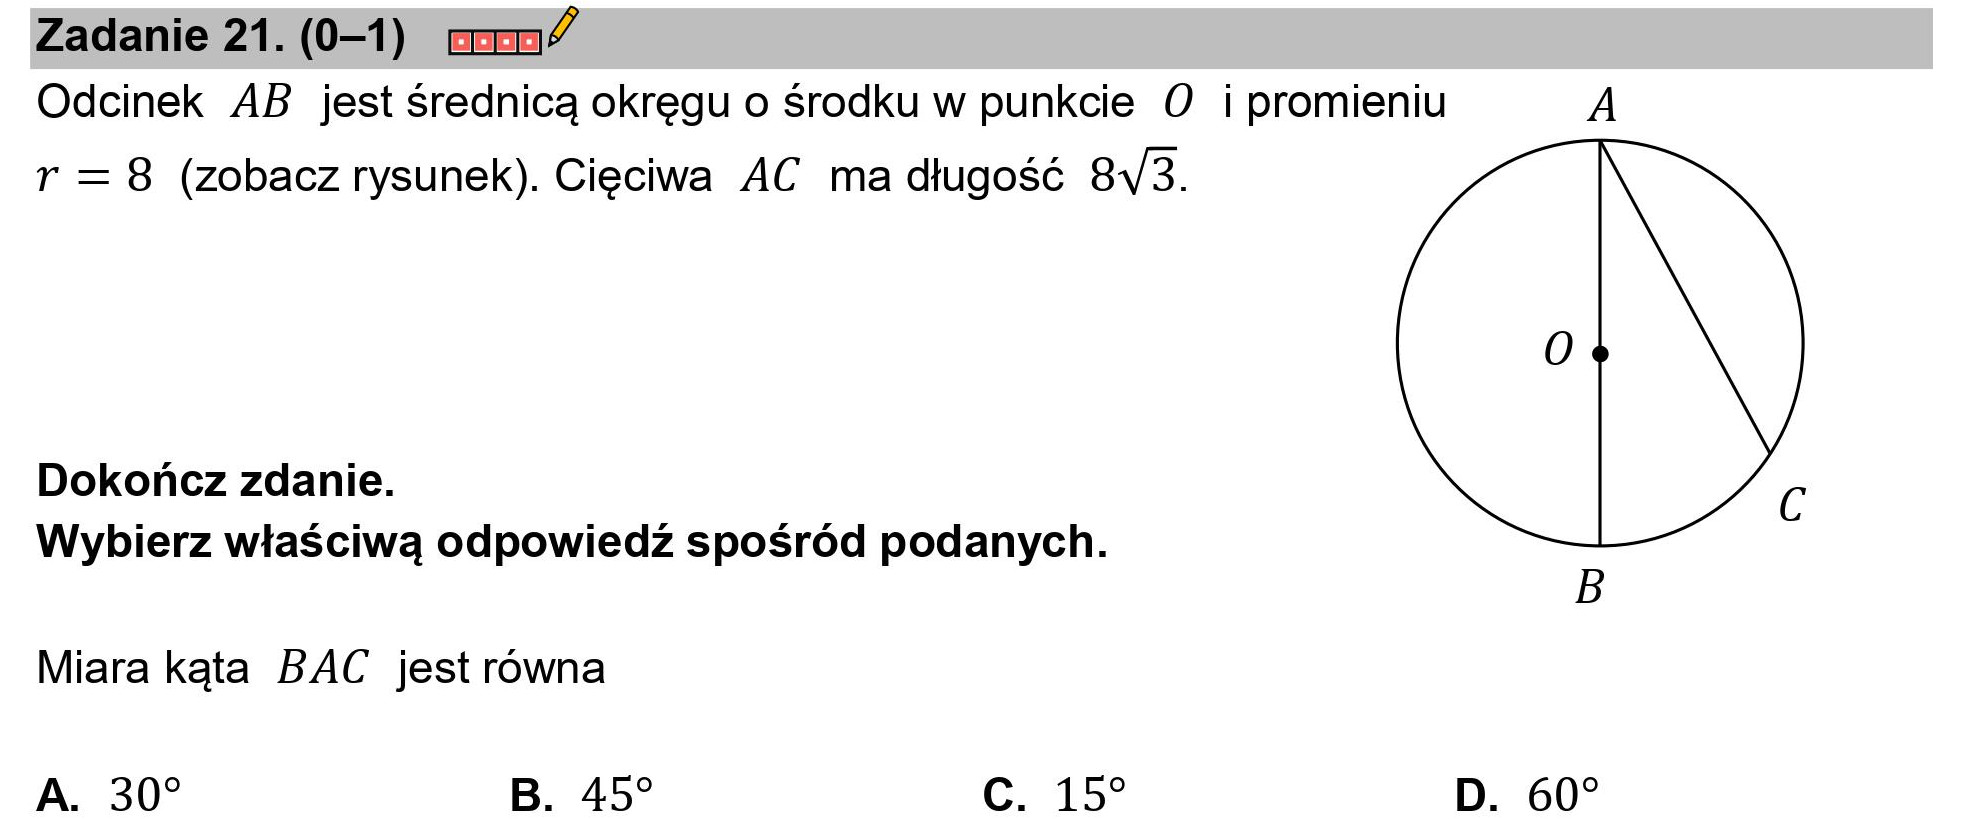 Zadanie 21. (0–1)
Odcinek AB jest średnicą okręgu o środku w punkcie O i promieniu
r = 8 (zobacz rysunek). Cięciwa AC ma długość 8√3.
A
O
C
B
Dokończ zdanie.
Wybierz właściwą odpowiedź spośród podanych.
Miara kąta BAC jest równa
A. 30° B. 45° C. 15° D. 60°